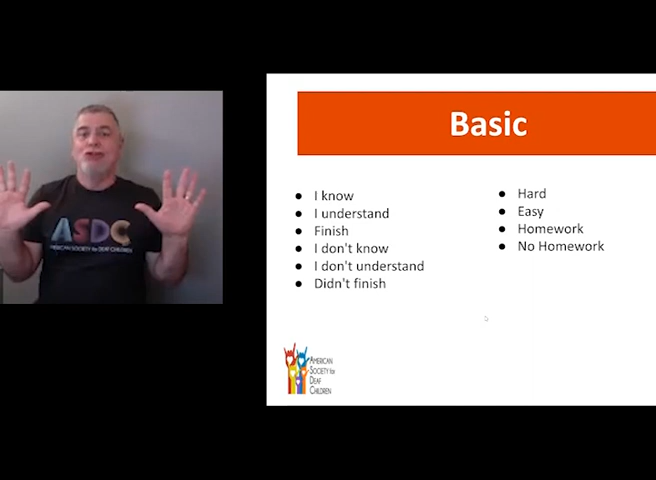 Basic
I know
I understand
Finish
I don't know
I don't understand
Didn't finish
Hard
Easy
Homework
No Homework
ASDC
AMERICAN SOCIETY for DEAF CHILDREN
AMERICAN
SOCIETY for
DEAF
CHILDREN